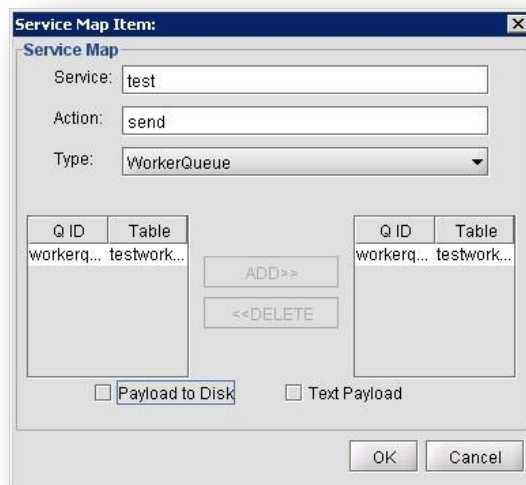 Service Map Item:
Service Map
Service: test
Action: send
Type: WorkerQueue
Q ID Table Q ID Table
workerq... testwork... workerq... testwork...
ADD>>
<<DELETE
Payload to Disk Text Payload
OK Cancel